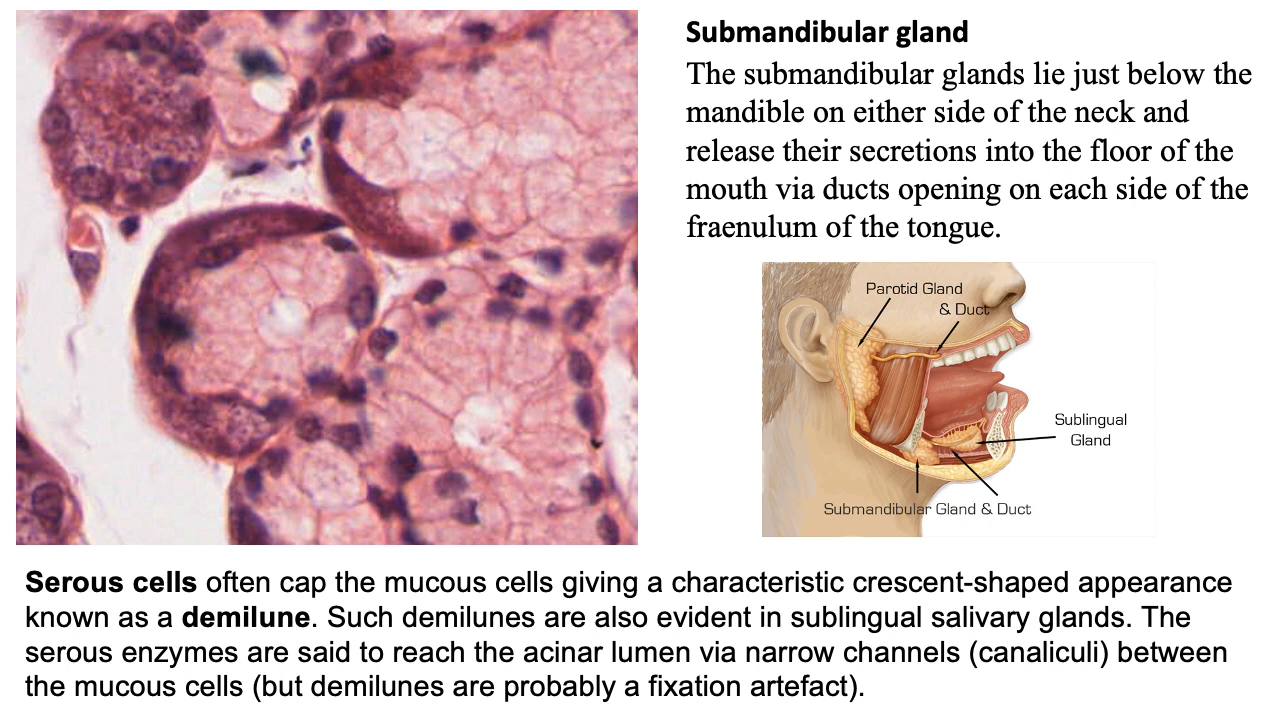 Submandibular gland
The submandibular glands lie just below the
mandible on either side of the neck and
release their secretions into the floor of the
mouth via ducts opening on each side of the
fraenulum of the tongue.
Parotid Gland
& Duct
Sublingual
Gland
Submandibular Gland & Duct
Serous cells often cap the mucous cells giving a characteristic crescent-shaped appearance
known as a demilune. Such demilunes are also evident in sublingual salivary glands. The
serous enzymes are said to reach the acinar lumen via narrow channels (canaliculi) between
the mucous cells (but demilunes are probably a fixation artefact).